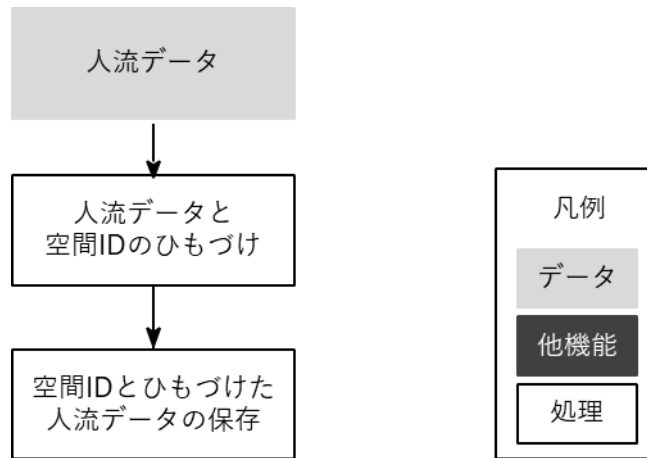 人流データ
人流データと
空間IDのひもづけ
空間IDとひもづけた
人流データの保存
凡例
データ
他機能
処理